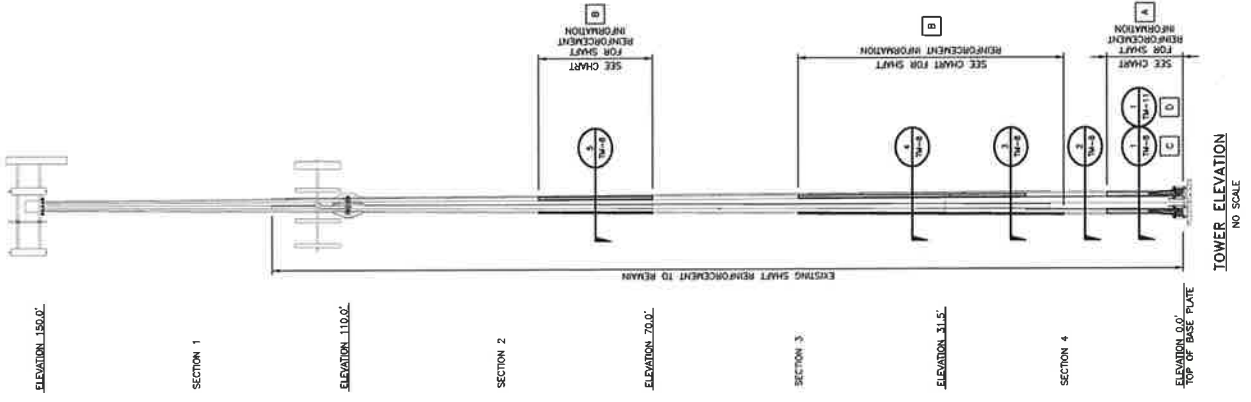 ELEVATION 150.0'
SECTION 1
ELEVATION 110.0'
SECTION 2
ELEVATION 70.0'
SECTION 3
ELEVATION 31.5'
SECTION 4
ELEVATION 0.0'
TOP OF BASE PLATE
EXISTING SHAFT REINFORCEMENT TO REMAIN
SEE CHART
FOR SHAFT
REINFORCEMENT
INFORMATION
B
5
TM-8
SEE CHART FOR SHAFT
REINFORCEMENT INFORMATION
B
4
TM-8
3
TM-8
2
TM-8
SEE CHART
FOR SHAFT
REINFORCEMENT
INFORMATION
A
1
TM-8
C
1
TM-11
D
TOWER ELEVATION
NO SCALE